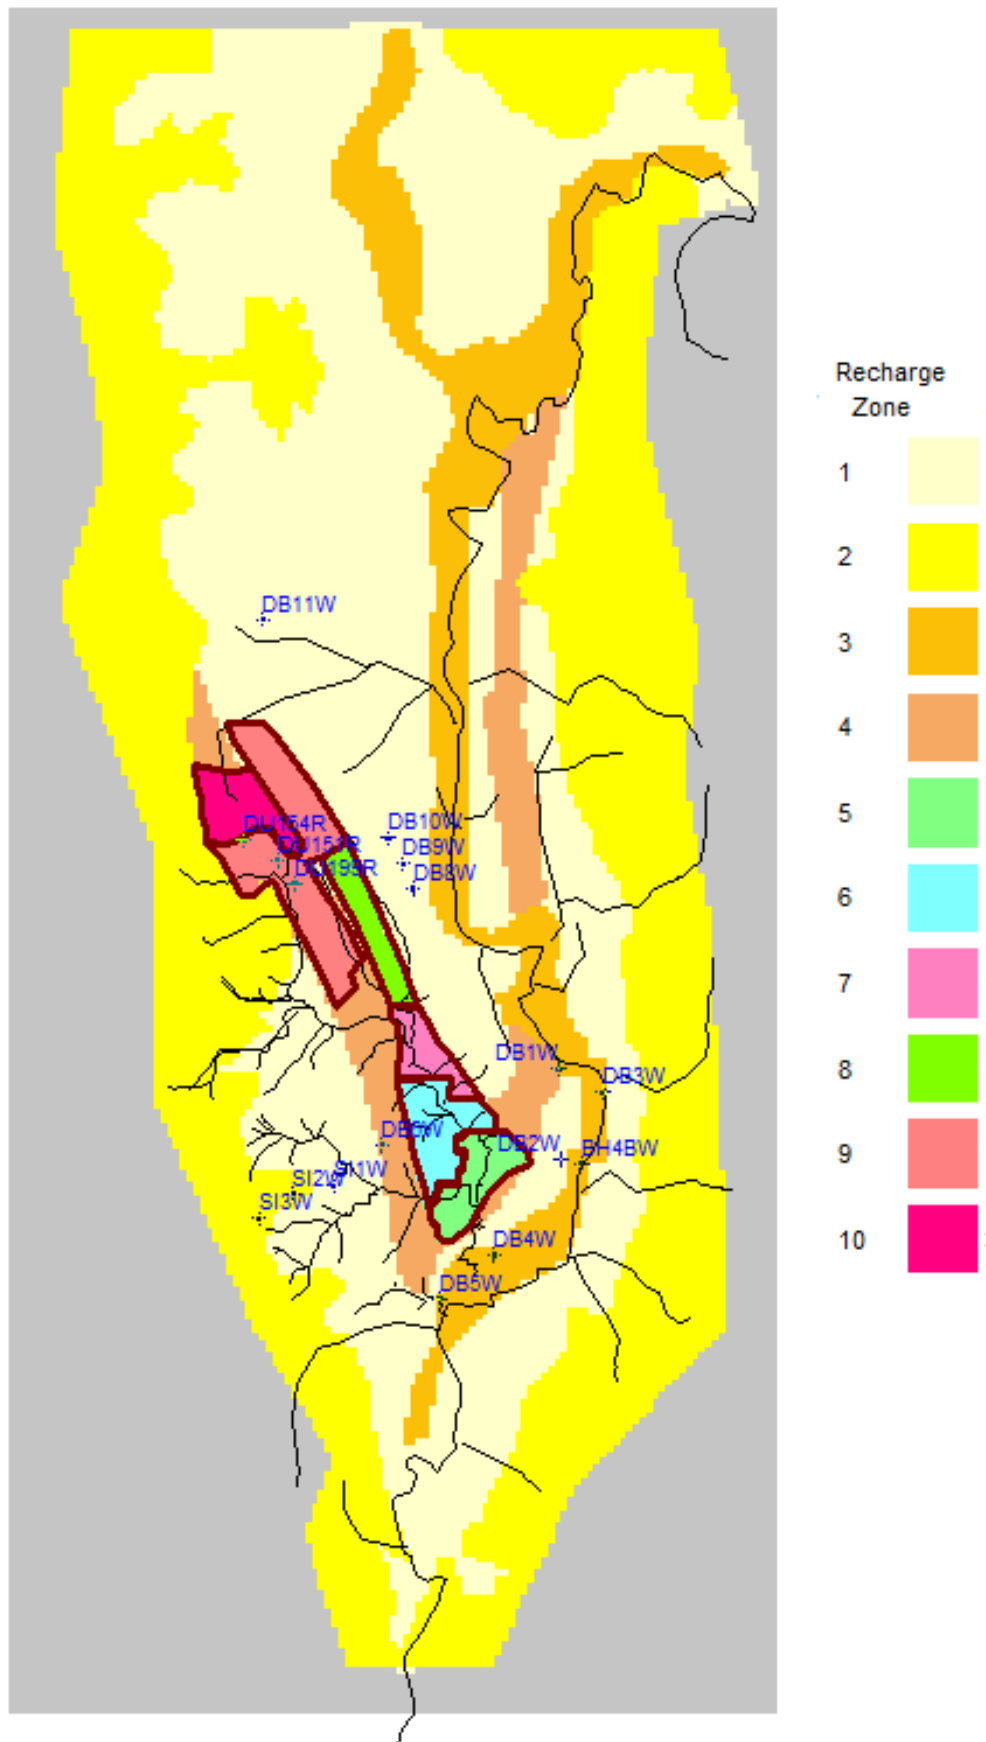 Recharge
Zone
1
2
3
4
5
6
7
8
9
10
DB11W
DU164R
DU151R
DU199R
DB10W
DB9W
DB8W
DB1W
DB3W
DB6W
DB2W
BH4BW
SI1W
SI2W
SI3W
DB4W
DB5W